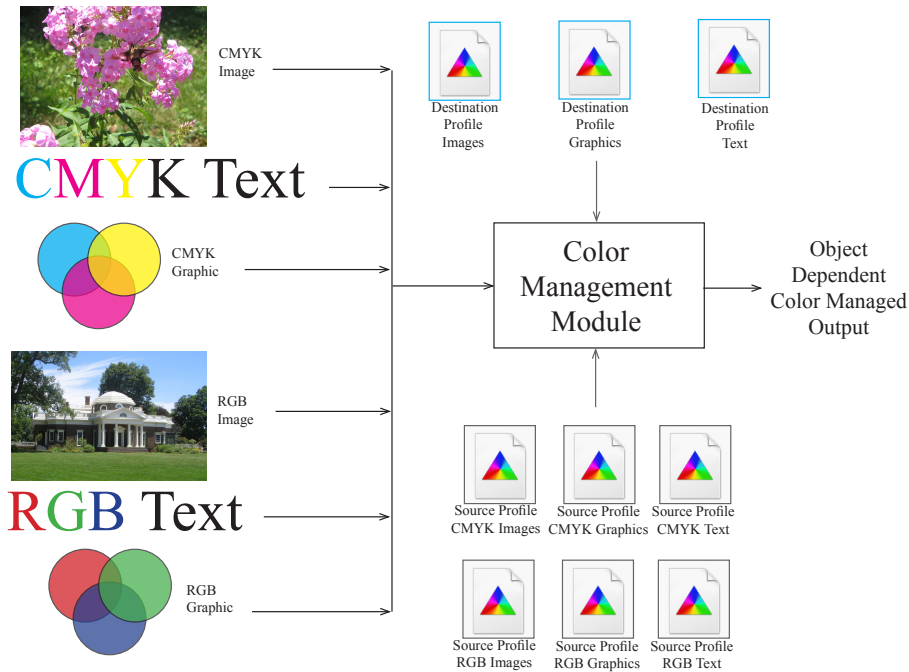 CMYK
Image
CMYK Text
CMYK
Graphic
RGB
Image
RGB Text
RGB
Graphic
Destination
Profile
Images
Destination
Profile
Graphics
Destination
Profile
Text
Color
Management
Module
Object
Dependent
Color Managed
Output
Source Profile
CMYK Images
Source Profile
CMYK Graphics
Source Profile
CMYK Text
Source Profile
RGB Images
Source Profile
RGB Graphics
Source Profile
RGB Text